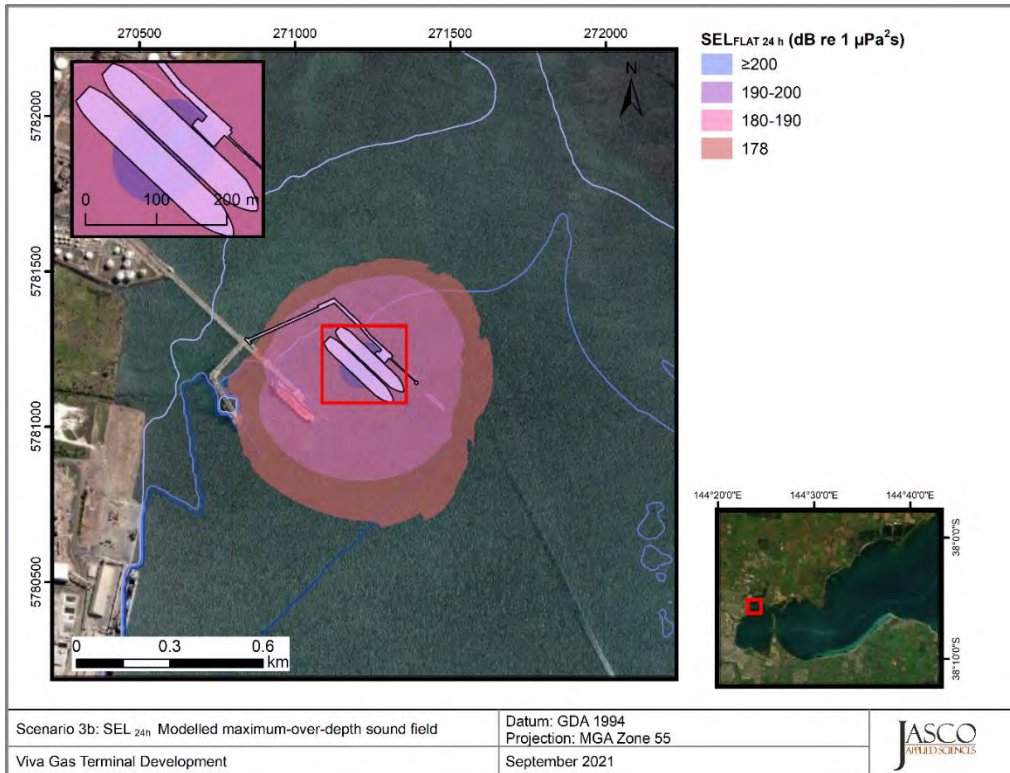 270500 271000 271500 272000
5782000
5781500
5781000
5780500
N
0 100 200 m
0 0.3 0.6
km
SELFLAT 24 h (dB re 1 µPa²s)
≥200
190-200
180-190
178
144°20'0"E 144°30'0"E 144°40'0"E
38°0'0"S
38°10'0"S
Scenario 3b: SEL 24h Modelled maximum-over-depth sound field
Datum: GDA 1994
Projection: MGA Zone 55
Viva Gas Terminal Development
September 2021
JASCO
APPLIED SCIENCES